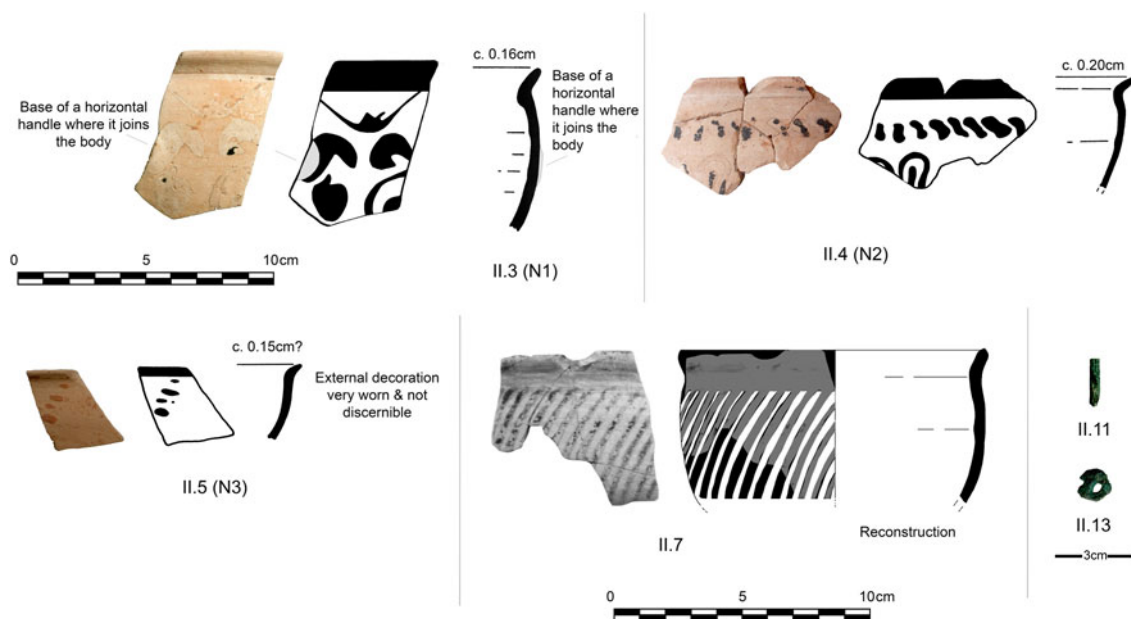 c. 0.16cm
Base of a horizontal
handle where it joins
the body
Base of a
horizontal
handle where
it joins the
body
0 5 10cm
II.3 (N1)
c. 0.20cm
II.4 (N2)
c. 0.15cm?
External decoration
very worn & not
discernible
II.5 (N3)
II.7
Reconstruction
0 5 10cm
II.11
II.13
3cm